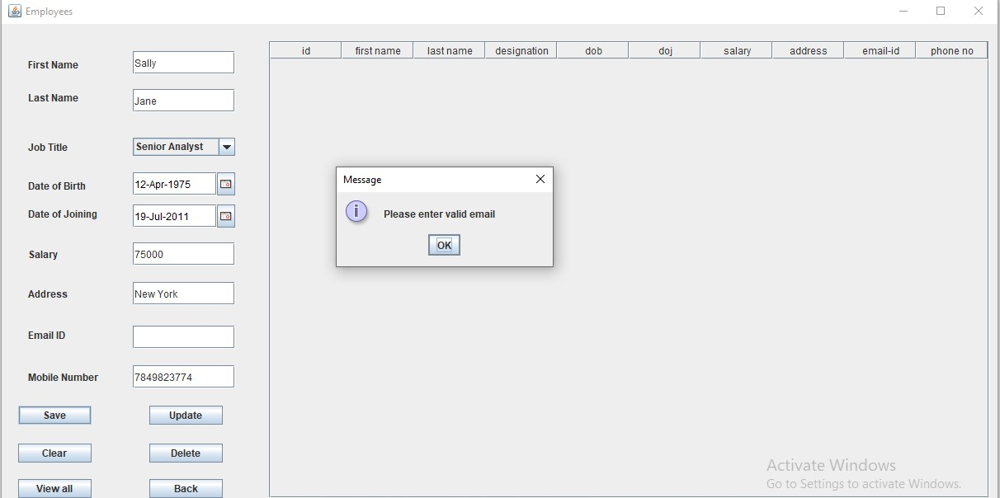 Employees
First Name Sally
Last Name Jane
Job Title Senior Analyst
Date of Birth 12-Apr-1975
Date of Joining 19-Jul-2011
Salary 75000
Address New York
Email ID
Mobile Number 7849823774
Save Update
Clear Delete
View all Back
id first name last name designation dob doj salary address email-id phone no
Message
Please enter valid email
OK
Activate Windows
Go to Settings to activate Windows.